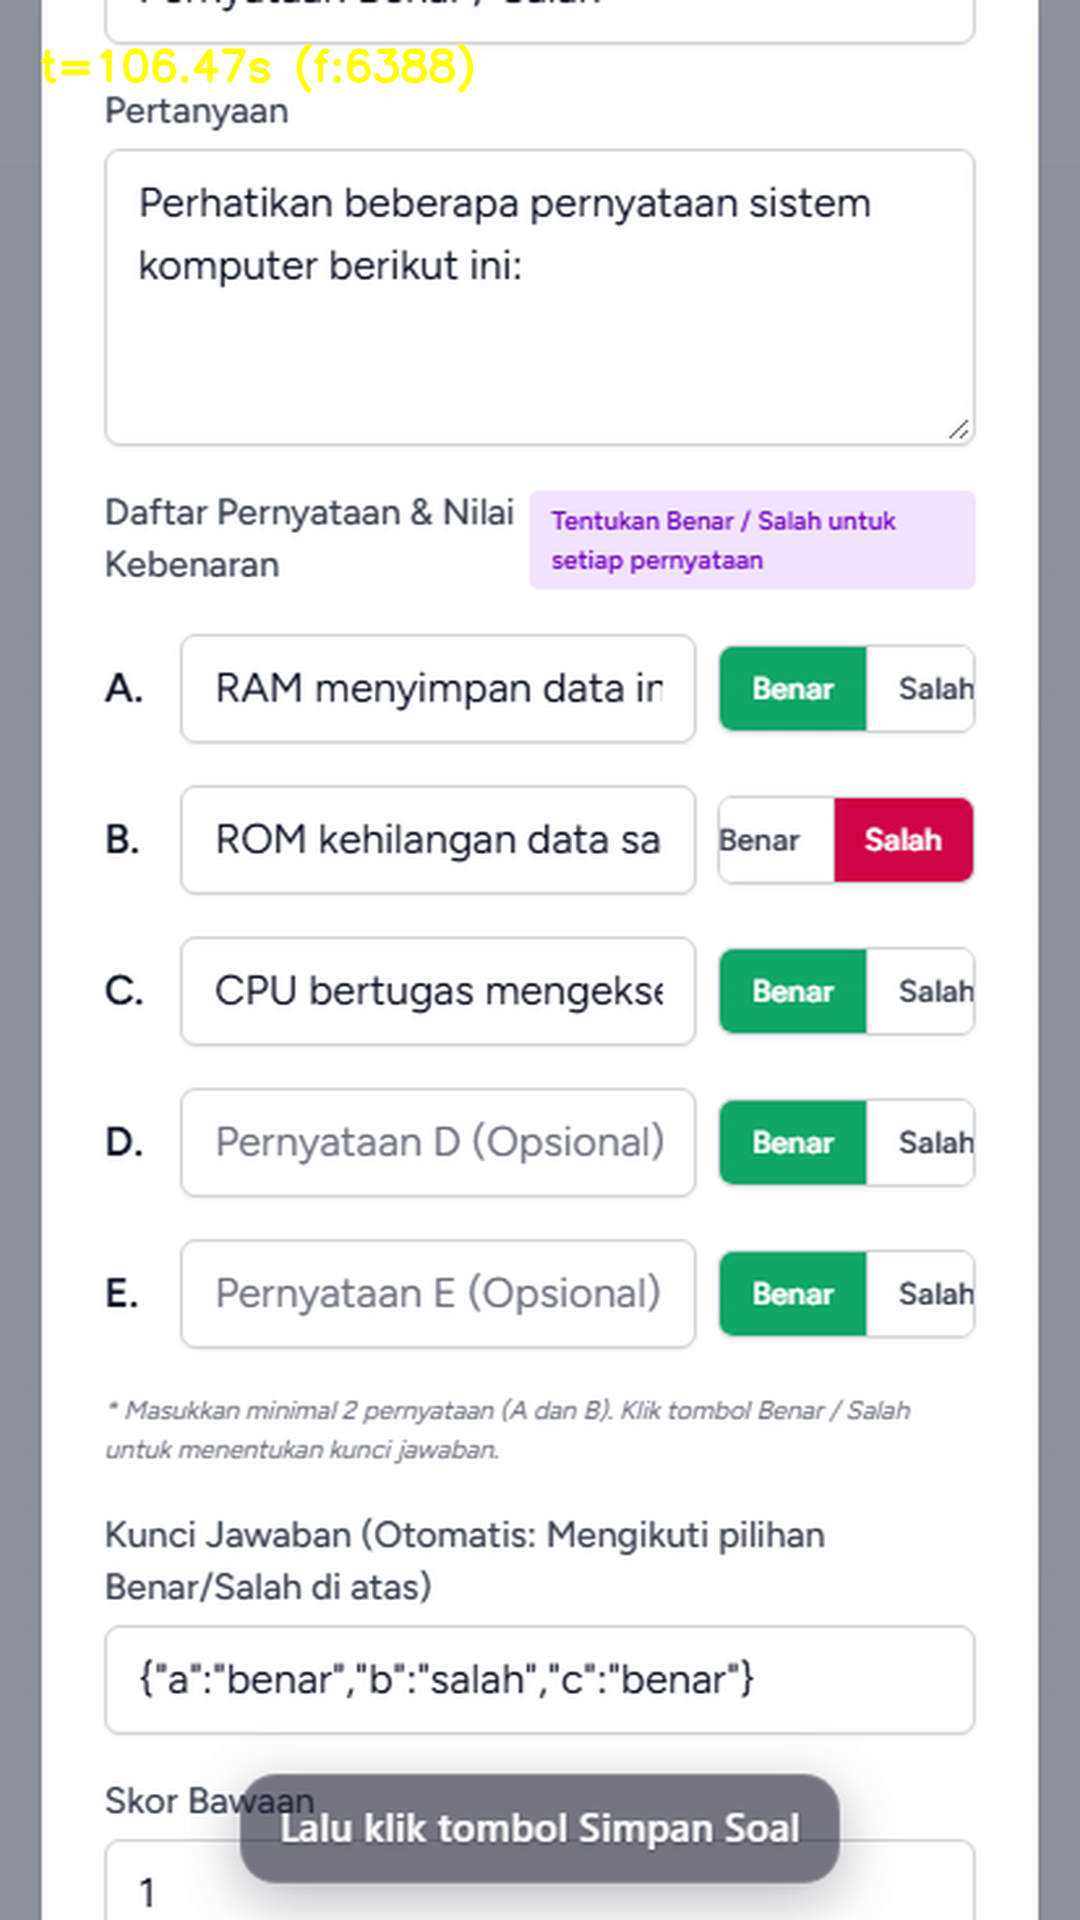 t=106.47s (f:6388)
Pertanyaan
Perhatikan beberapa pernyataan sistem
komputer berikut ini:
Daftar Pernyataan & Nilai
Kebenaran
Tentukan Benar / Salah untuk
setiap pernyataan
A. RAM menyimpan data Benar Salah
B. ROM kehilangan data sa Benar Salah
C. CPU bertugas mengekse Benar Salah
D. Pernyataan D (Opsional) Benar Salah
E. Pernyataan E (Opsional) Benar Salah
* Masukkan minimal 2 pernyataan (A dan B). Klik tombol Benar / Salah
untuk menentukan kunci jawaban.
Kunci Jawaban (Otomatis: Mengikuti pilihan
Benar/Salah di atas)
{"a":"benar","b":"salah","c":"benar"}
Skor Bawaan
Lalu klik tombol Simpan Soal
1